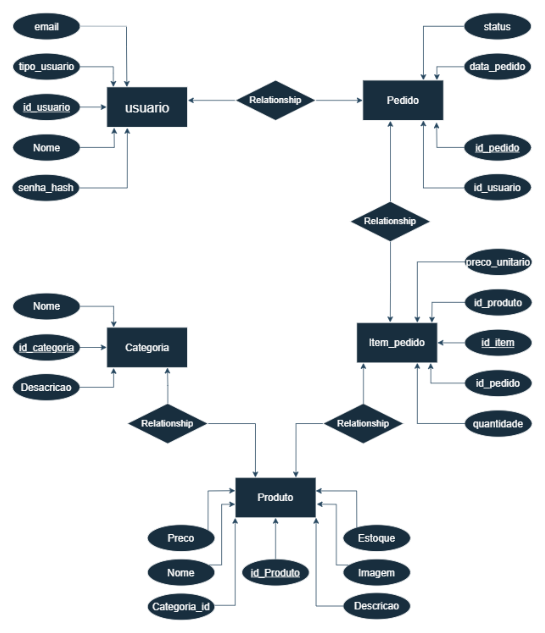 email
tipo_usuario
id_usuario
Nome
senha_hash
usuario
Relationship
Pedido
status
data_pedido
id_pedido
id_usuario
Relationship
preco_unitario
id_produto
id_item
id_pedido
quantidade
Item_pedido
Nome
id_categoria
Desacricao
Categoria
Relationship
Relationship
Produto
Preco
Nome
Categoria_id
id_Produto
Estoque
Imagem
Descricao